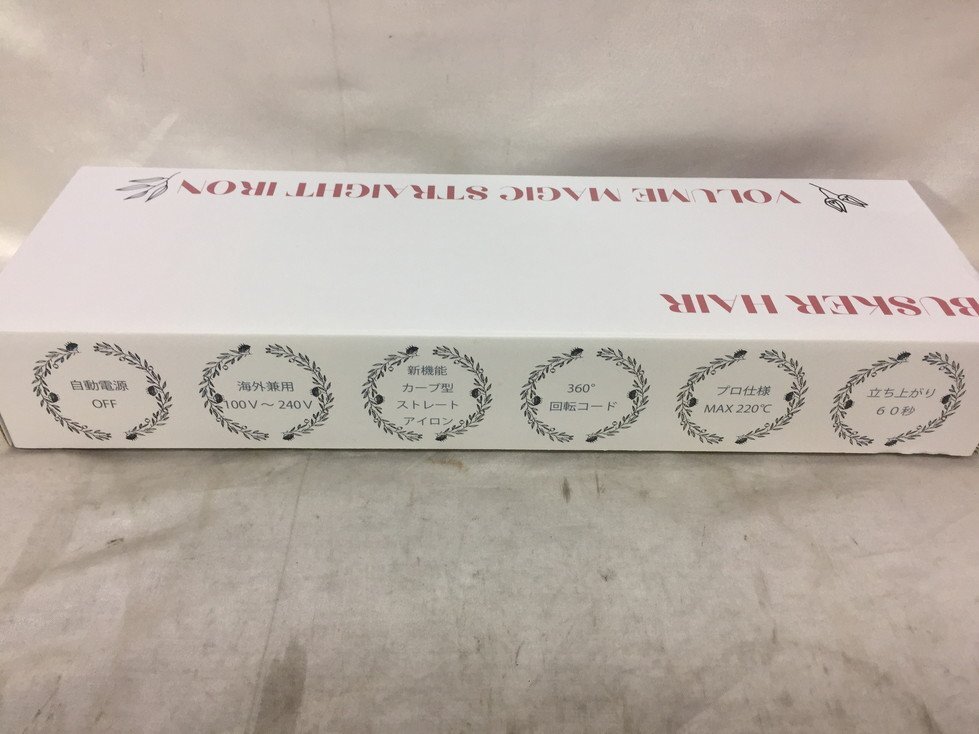 VOLUME MAGIC STRAIGHT IRON
BUSKER HAIR
自動電源
OFF
海外兼用
100V～240V
新機能
カーブ型
ストレート
アイロン
360°
回転コード
プロ仕様
MAX 220℃
立ち上がり
60秒